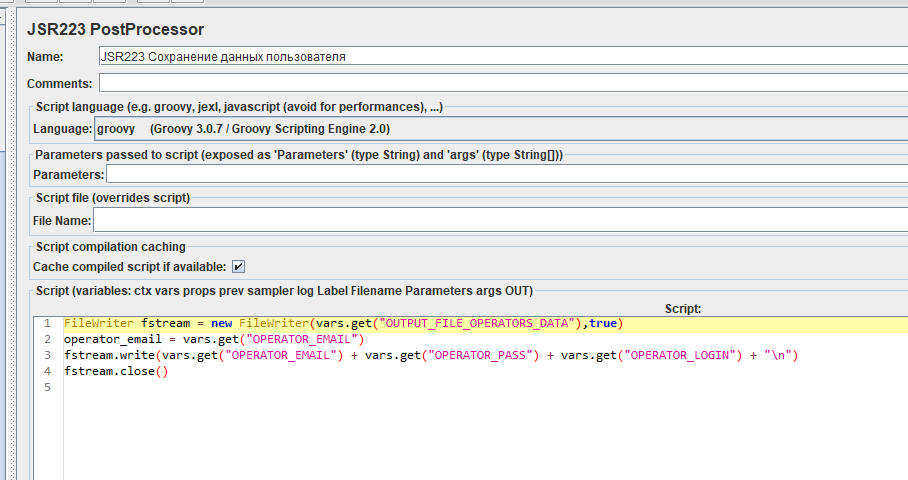 JSR223 PostProcessor
Name: JSR223 Сохранение данных пользователя
Comments:
Script language (e.g. groovy, jexl, javascript (avoid for performances), ...)
Language: groovy (Groovy 3.0.7 / Groovy Scripting Engine 2.0)
Parameters passed to script (exposed as 'Parameters' (type String) and 'args' (type String[]))
Parameters:
Script file (overrides script)
File Name:
Script compilation caching
Cache compiled script if available:
Script (variables: ctx vars props prev sampler log Label Filename Parameters args OUT)
Script:
1 FileWriter fstream = new FileWriter(vars.get("OUTPUT_FILE_OPERATORS_DATA"),true)
2 operator_email = vars.get("OPERATOR_EMAIL")
3 fstream.write(vars.get("OPERATOR_EMAIL") + vars.get("OPERATOR_PASS") + vars.get("OPERATOR_LOGIN") + "\n")
4 fstream.close()
5